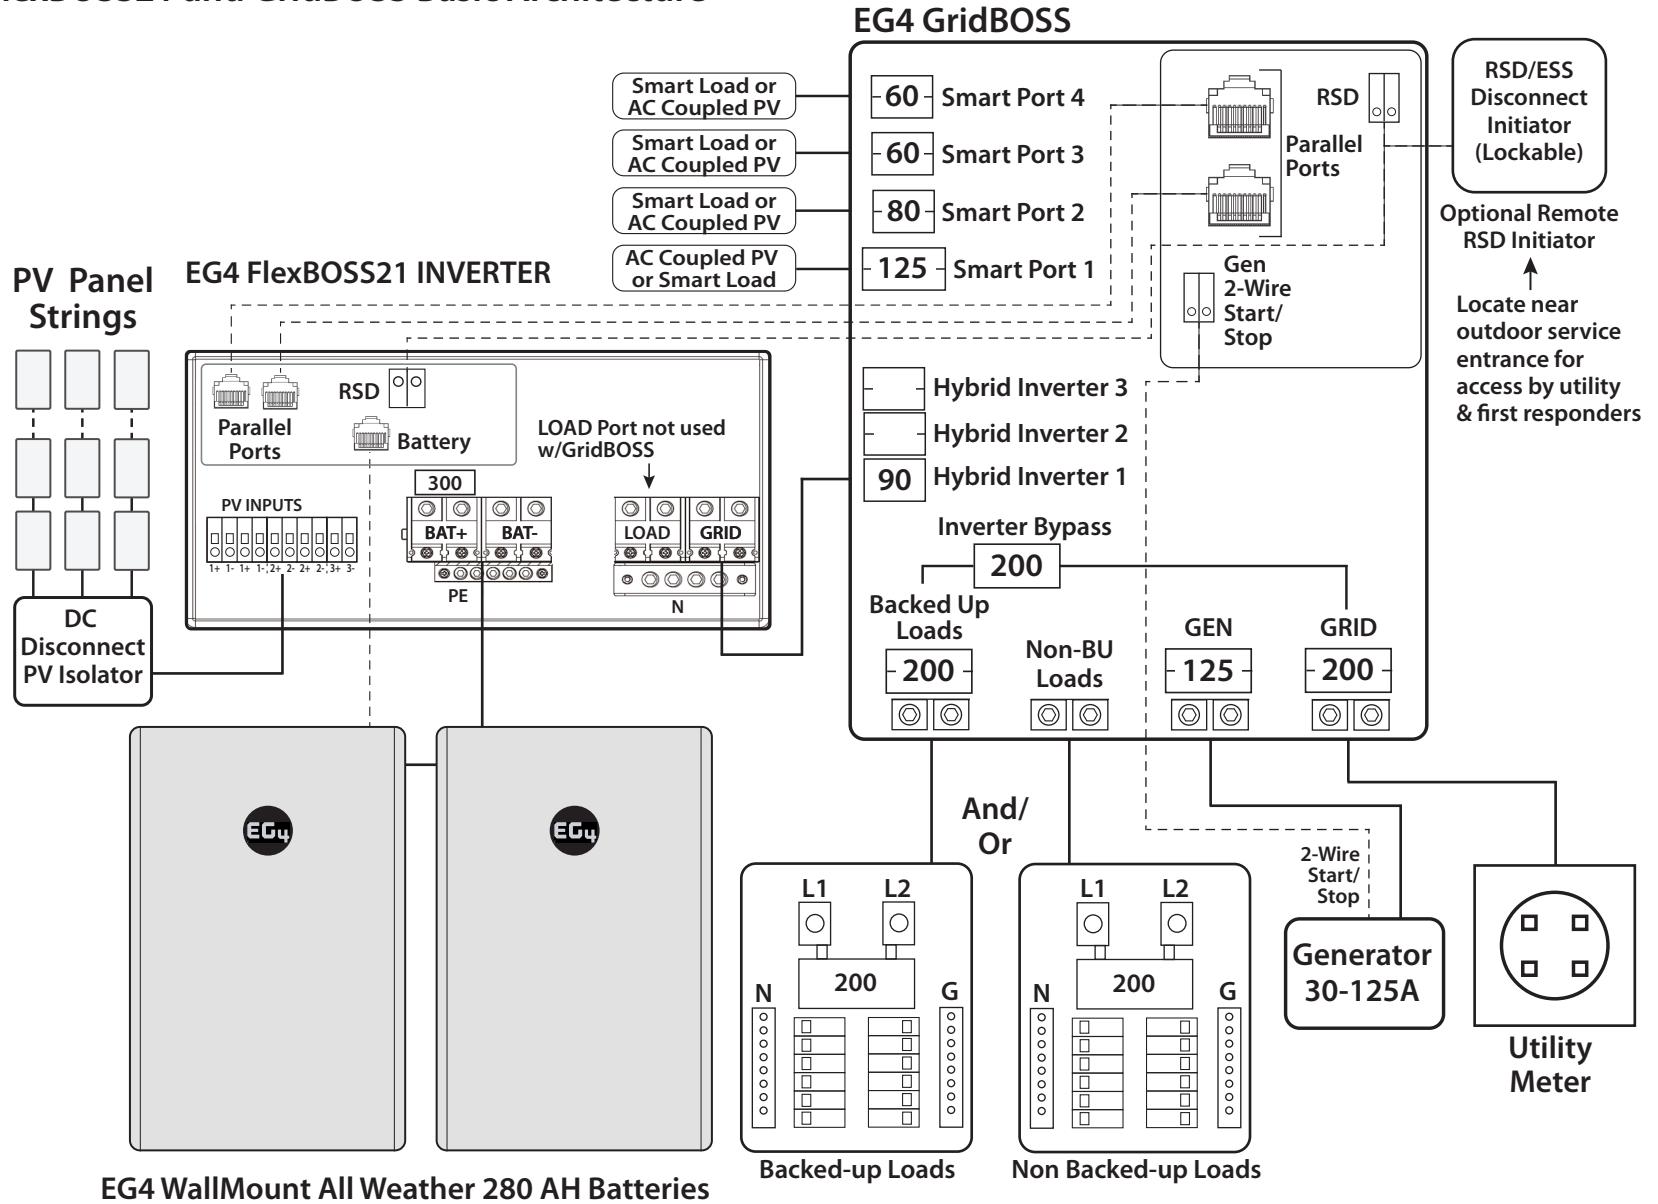 FlexBOSS21 and GridBOSS Basic Architecture
EG4 GridBOSS
Smart Load or
AC Coupled PV
60
Smart Port 4
Smart Load or
AC Coupled PV
60
Smart Port 3
Smart Load or
AC Coupled PV
80
Smart Port 2
AC Coupled PV
or Smart Load
125
Smart Port 1
RSD
Parallel
Ports
Gen
2-Wire
Start/
Stop
RSD/ESS
Disconnect
Initiator
(Lockable)
Optional Remote
RSD Initiator
Locate near
outdoor service
entrance for
access by utility
& first responders
Hybrid Inverter 3
Hybrid Inverter 2
90
Hybrid Inverter 1
Inverter Bypass
200
Backed Up
Loads
200
Non-BU
Loads
GEN
125
GRID
200
PV Panel
Strings
DC
Disconnect
PV Isolator
EG4 FlexBOSS21 INVERTER
Parallel
Ports
RSD
Battery
LOAD Port not used
w/GridBOSS
PV INPUTS
1+ 1- 1+ 1- 2+ 2- 2+ 2- 3+ 3-
300
BAT+
BAT-
PE
LOAD
GRID
N
EG4
EG4
EG4 WallMount All Weather 280 AH Batteries
And/
Or
L1 L2
200
N
G
Backed-up Loads
L1 L2
200
N
G
Non Backed-up Loads
2-Wire
Start/
Stop
Generator
30-125A
Utility
Meter